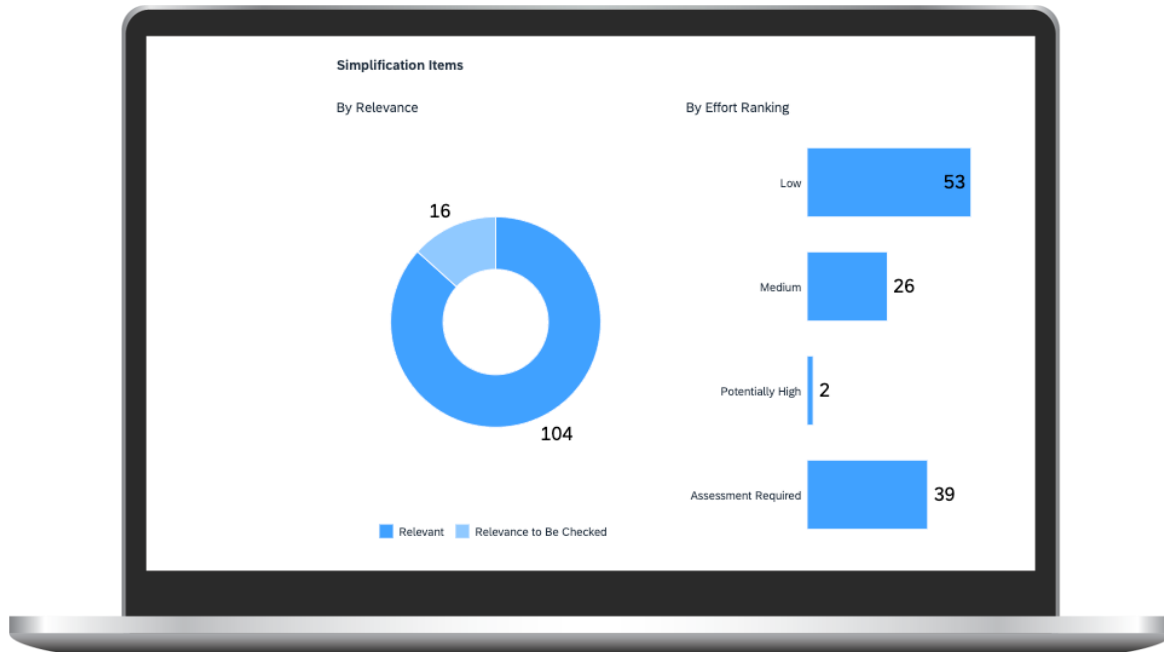 Simplification Items
By Relevance
16
104
Relevant
Relevance to Be Checked
By Effort Ranking
Low
53
Medium
26
Potentially High
2
Assessment Required
39